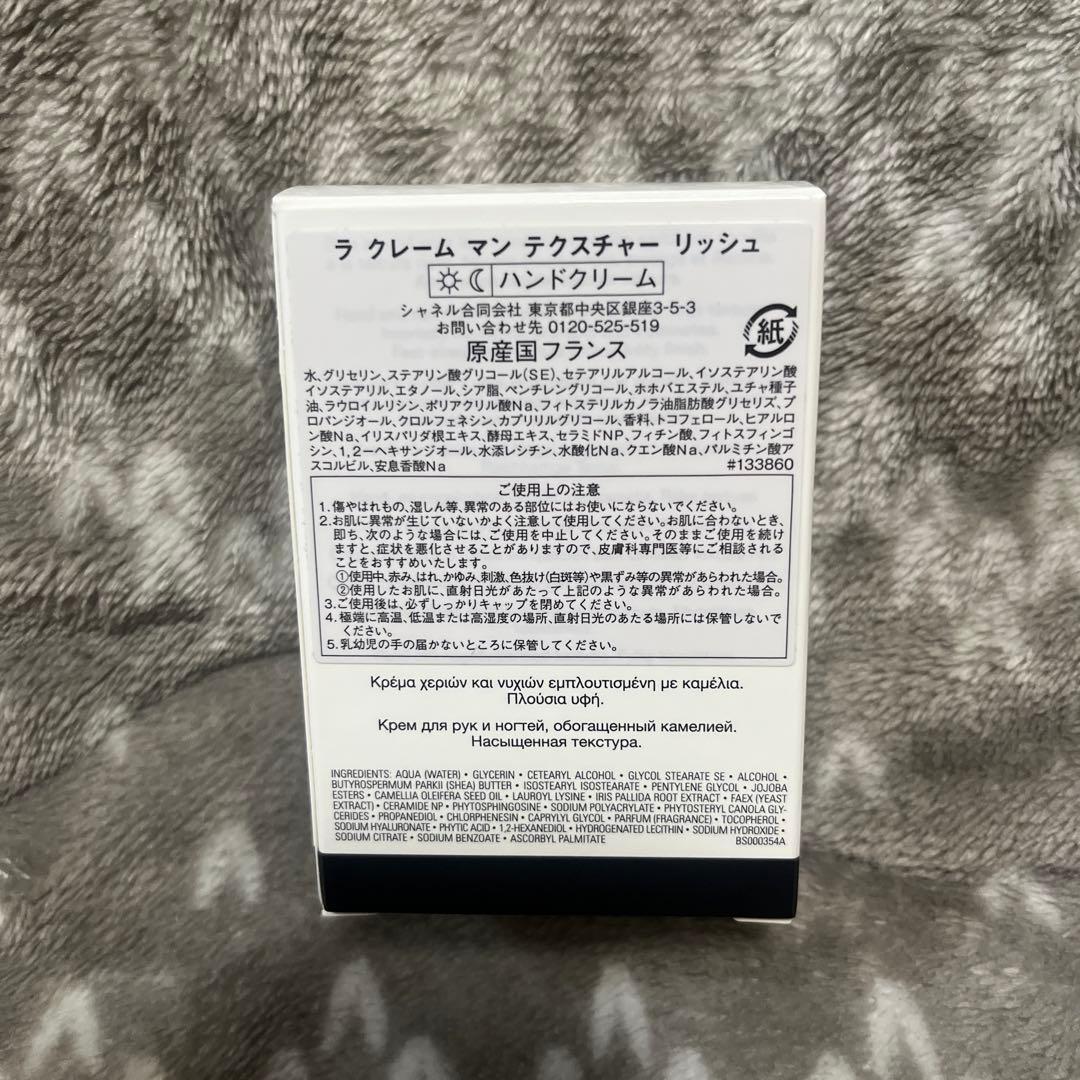 ラ クレーム マン テクスチャー リッシュ
ハンドクリーム
シャネル合同会社 東京都中央区銀座3-5-3
お問い合わせ先 0120-525-519
紙
原産国フランス
水、グリセリン、ステアリン酸グリコール(SE)、セテアリルアルコール、イソステアリン酸
イソステアリル、エタノール、シア脂、ペンチレングリコール、ホホバエステル、ユチャ種子
油、ラウロイルリシン、ポリアクリル酸Na、フィトステリルカノラ油脂肪酸グリセリズ、プ
ロパンジオール、クロルフェネシン、カプリリルグリコール、香料、トコフェロール、ヒアルロ
ン酸Na、イリスパリダ根エキス、酵母エキス、セラミドNP、フィチン酸、フィトスフィンゴ
シン、1,2-ヘキサンジオール、水添レシチン、水酸化Na、クエン酸Na、パルミチン酸ア
スコルビル、安息香酸Na #133860
ご使用上の注意
1.傷やはれもの、湿しん等、異常のある部位にはお使いにならないでください。
2.お肌に異常が生じていないかよく注意して使用してください。お肌に合わないとき、
即ち、次のような場合には、ご使用を中止してください。そのままご使用を続け
ますと、症状を悪化させることがありますので、皮膚科専門医等にご相談される
ことをおすすめいたします。
①使用中、赤み、はれ、かゆみ、刺激、色抜け(白斑等)や黒ずみ等の異常があらわれた場合。
②使用したお肌に、直射日光があたって上記のような異常があらわれた場合。
3.ご使用後は、必ずしっかりキャップを閉めてください。
4.極端に高温、低温または高湿度の場所、直射日光のあたる場所には保管しないで
ください。
5.乳幼児の手の届かないところに保管してください。
Κρέμα χεριών και νυχιών εμπλουτισμένη με καμέλια.
Πλούσια υφή.
Крем для рук и ногтей, обогащенный камелией.
Насыщенная текстура.
INGREDIENTS: AQUA (WATER) • GLYCERIN • CETEARYL ALCOHOL • GLYCOL STEARATE SE • ALCOHOL •
BUTYROSPERMUM PARKII (SHEA) BUTTER • ISOSTEARYL ISOSTEARATE • PENTYLENE GLYCOL • JOJOBA
ESTERS • CAMELLIA OLEIFERA SEED OIL • LAUROYL LYSINE • IRIS PALLIDA ROOT EXTRACT • FAEX (YEAST
EXTRACT) • CERAMIDE NP • PHYTOSPHINGOSINE • SODIUM POLYACRYLATE • PHYTOSTERYL CANOLA GLY-
CERIDES • PROPANEDIOL • CHLORPHENESIN • CAPRYLYL GLYCOL • PARFUM (FRAGRANCE) • TOCOPHEROL •
SODIUM HYALURONATE • PHYTIC ACID • 1,2-HEXANEDIOL • HYDROGENATED LECITHIN • SODIUM HYDROXIDE •
SODIUM CITRATE • SODIUM BENZOATE • ASCORBYL PALMITATE BS000354A